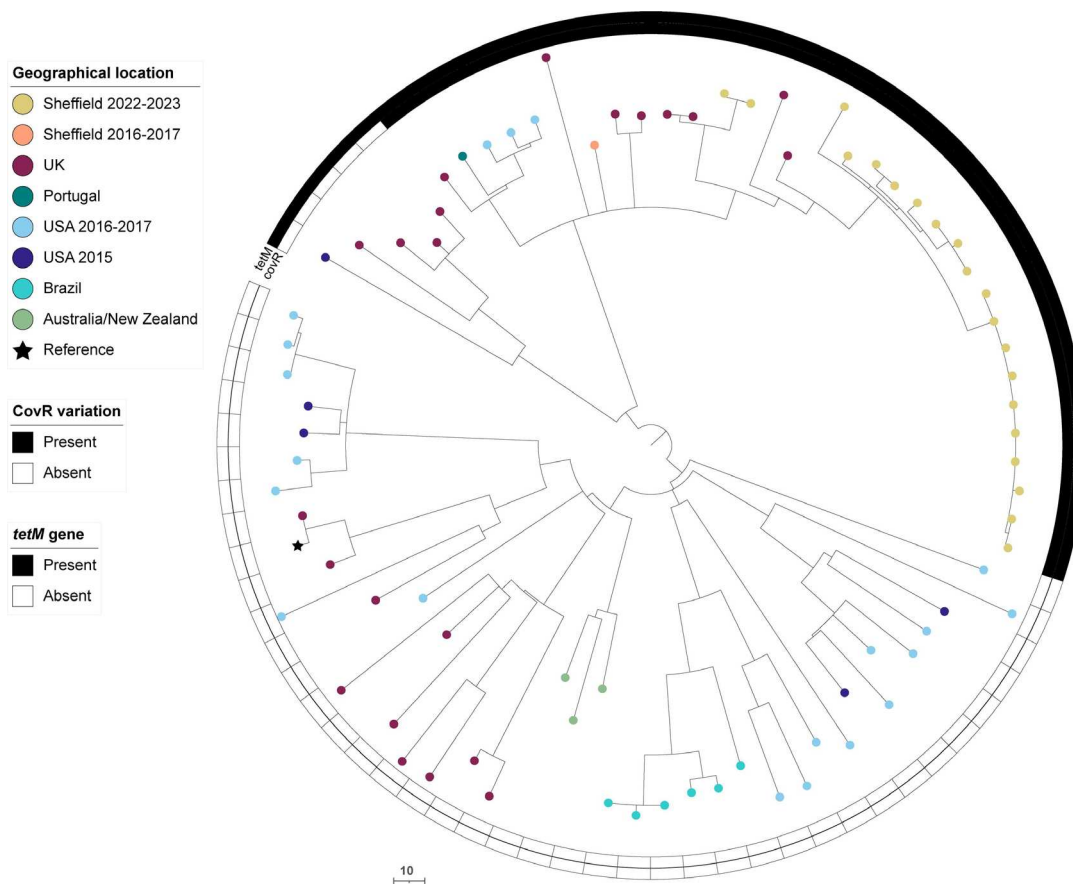 Geographical location
Sheffield 2022-2023
Sheffield 2016-2017
UK
Portugal
USA 2016-2017
USA 2015
Brazil
Australia/New Zealand
Reference
CovR variation
Present
Absent
tetM gene
Present
Absent
tetM
covR
10